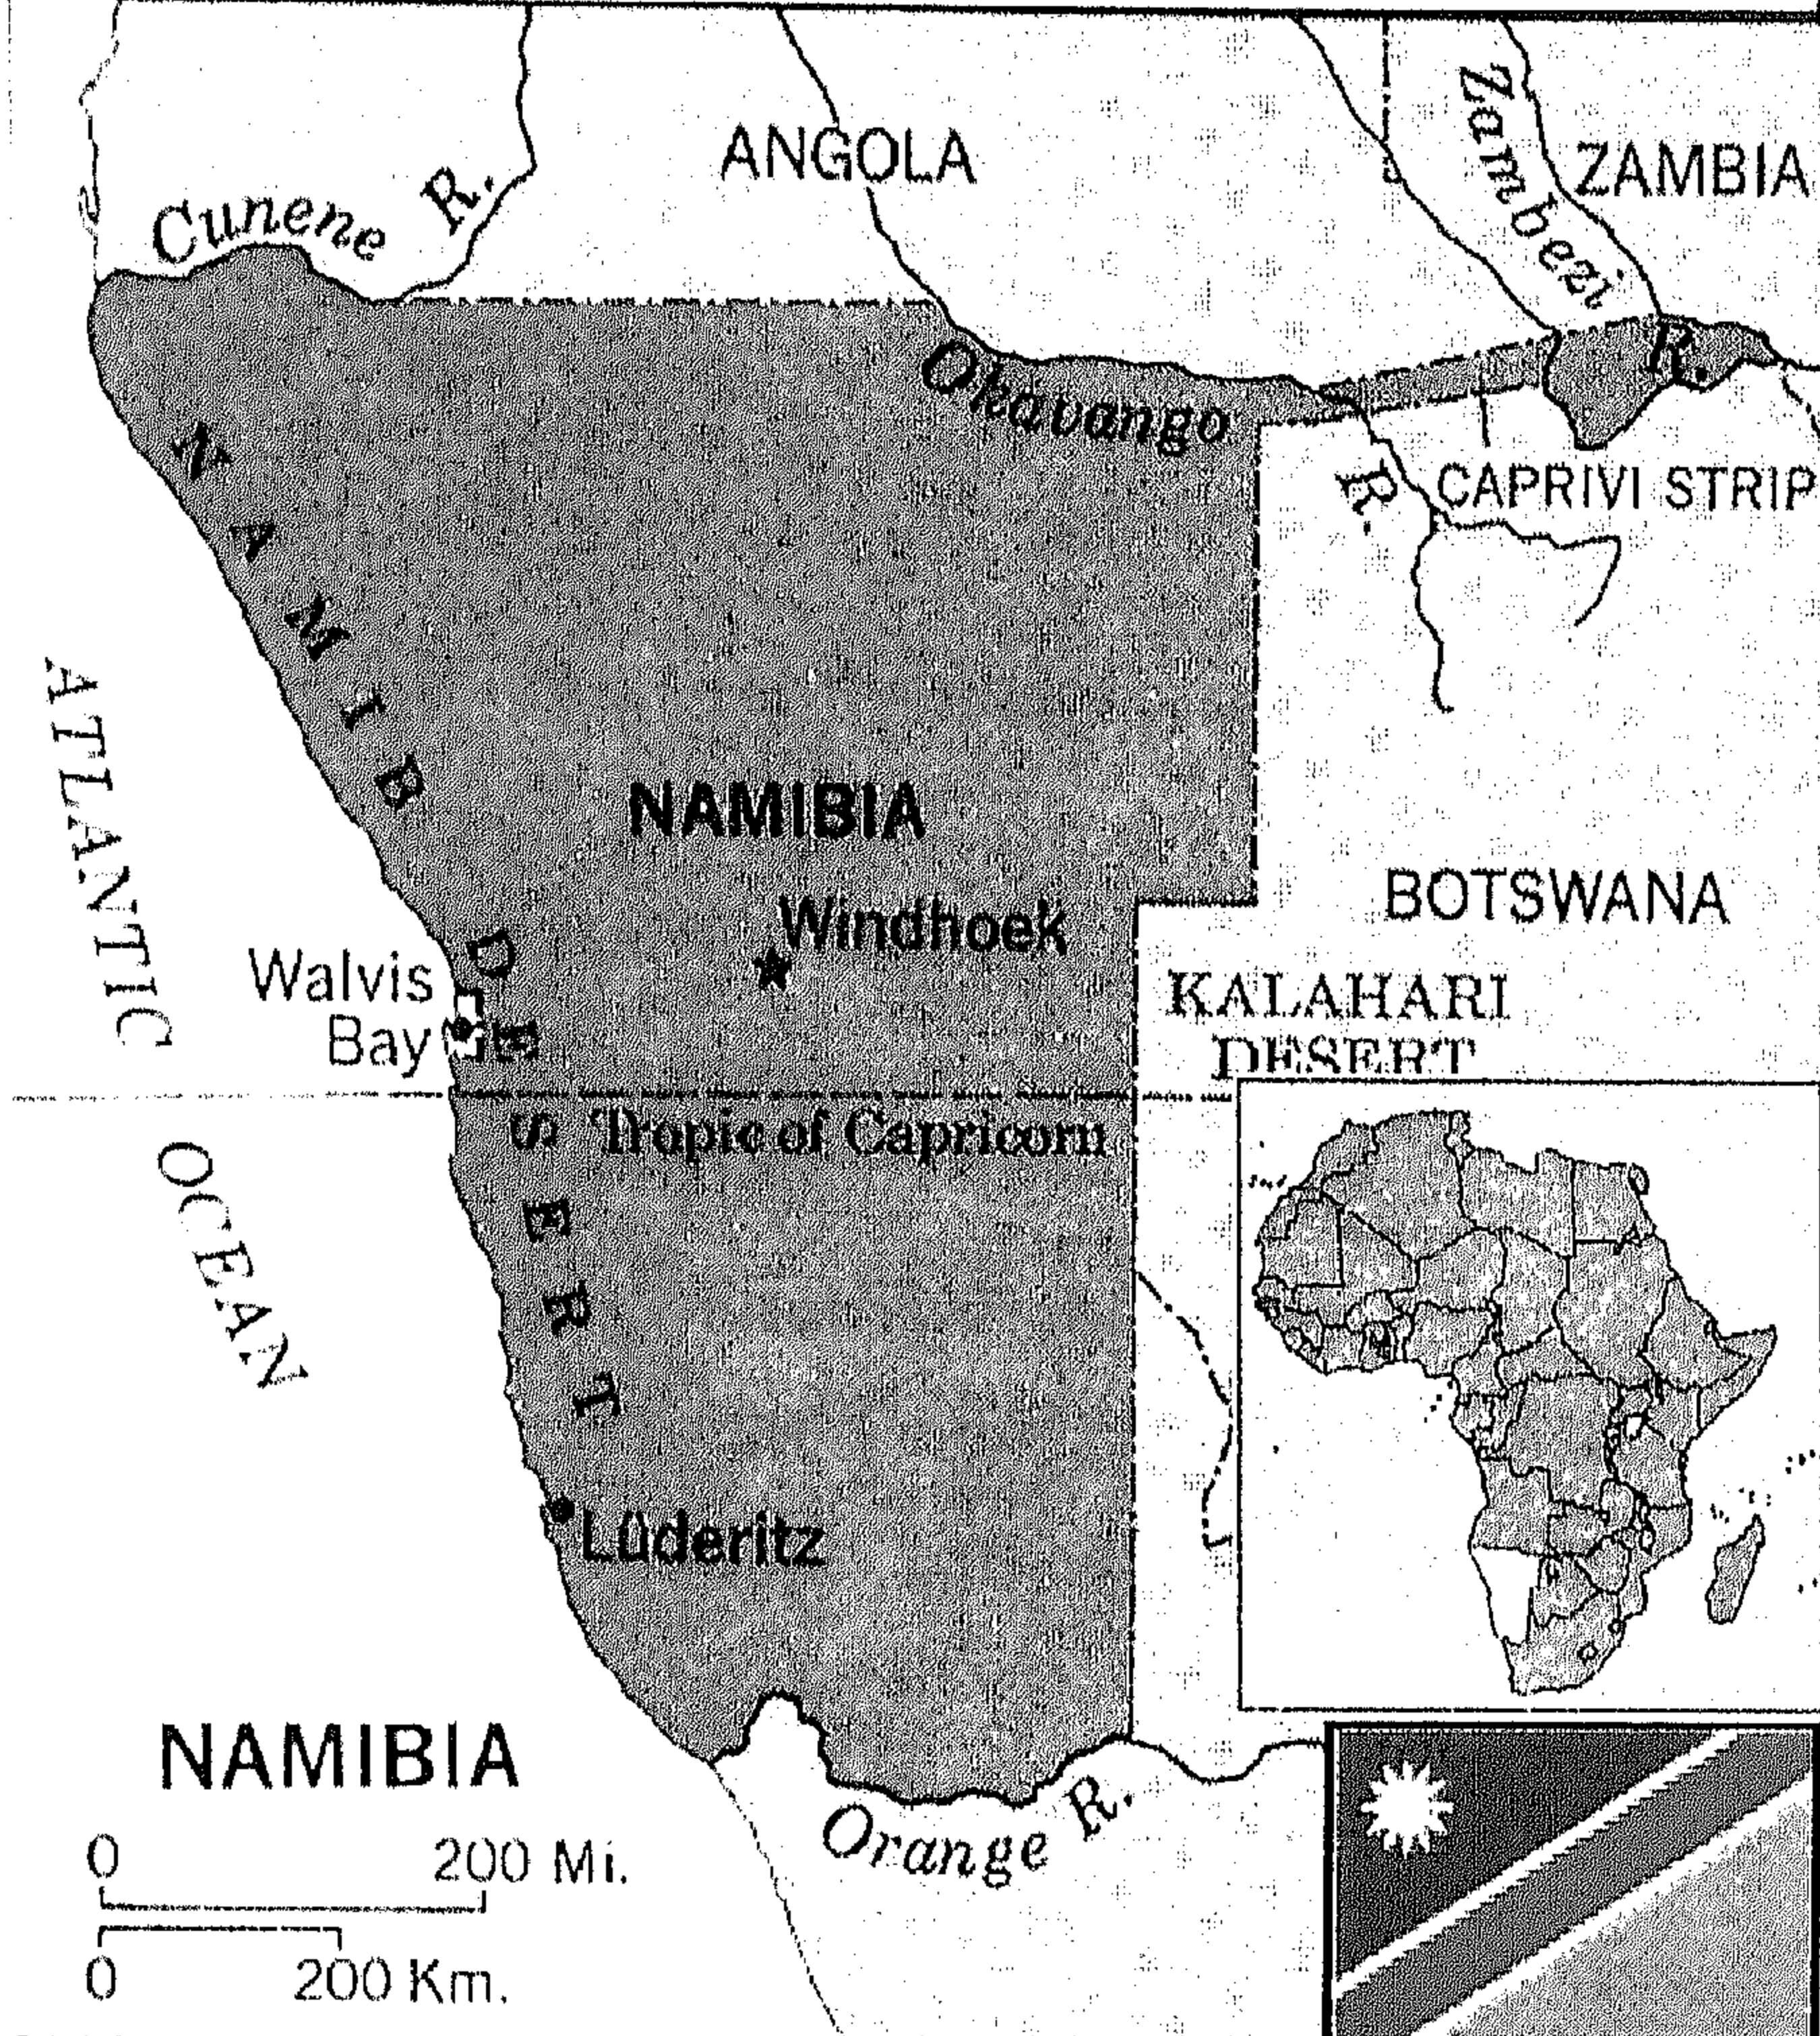 ANGOLA
ZAMBIA
Zambezi
R.
Cunene R.
Okavango
R.
CAPRIVI STRIP
NAMIB
DESERT
ATLANTIC
OCEAN
NAMIBIA
Windhoek
BOTSWANA
Walvis
Bay
KALAHARI
DESERT
Tropic of Capricorn
Lüderitz
Orange R.
NAMIBIA
0 200 Mi.
0 200 Km.